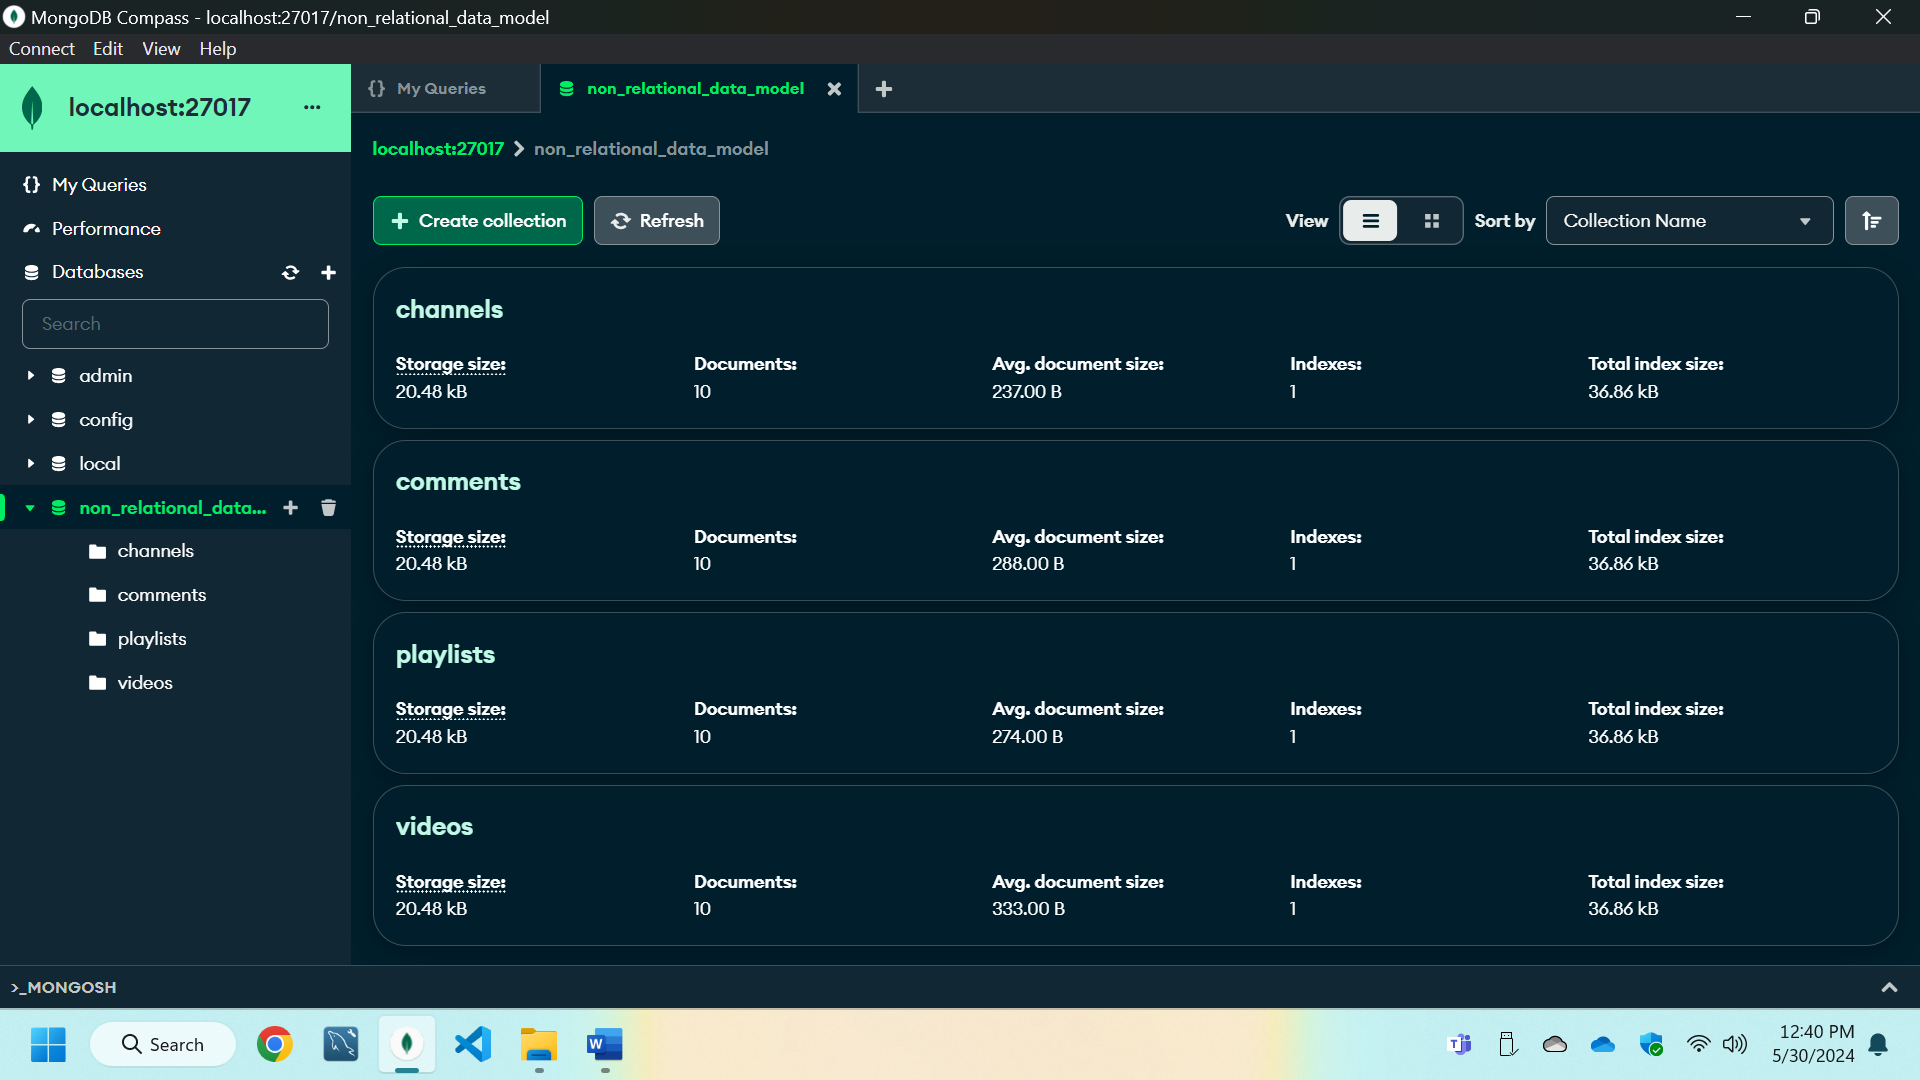 MongoDB Compass - localhost:27017/non_relational_data_model
Connect Edit View Help
localhost:27017 ...
{} My Queries
Performance
Databases
Search
admin
config
local
non_relational_data...
channels
comments
playlists
videos
{} My Queries
non_relational_data_model
localhost:27017 > non_relational_data_model
+ Create collection
Refresh
View
Sort by
Collection Name
channels
Storage size: Documents: Avg. document size: Indexes: Total index size:
20.48 kB 10 237.00 B 1 36.86 kB
comments
Storage size: Documents: Avg. document size: Indexes: Total index size:
20.48 kB 10 288.00 B 1 36.86 kB
playlists
Storage size: Documents: Avg. document size: Indexes: Total index size:
20.48 kB 10 274.00 B 1 36.86 kB
videos
Storage size: Documents: Avg. document size: Indexes: Total index size:
20.48 kB 10 333.00 B 1 36.86 kB
>_MONGOSH
Search
12:40 PM
5/30/2024